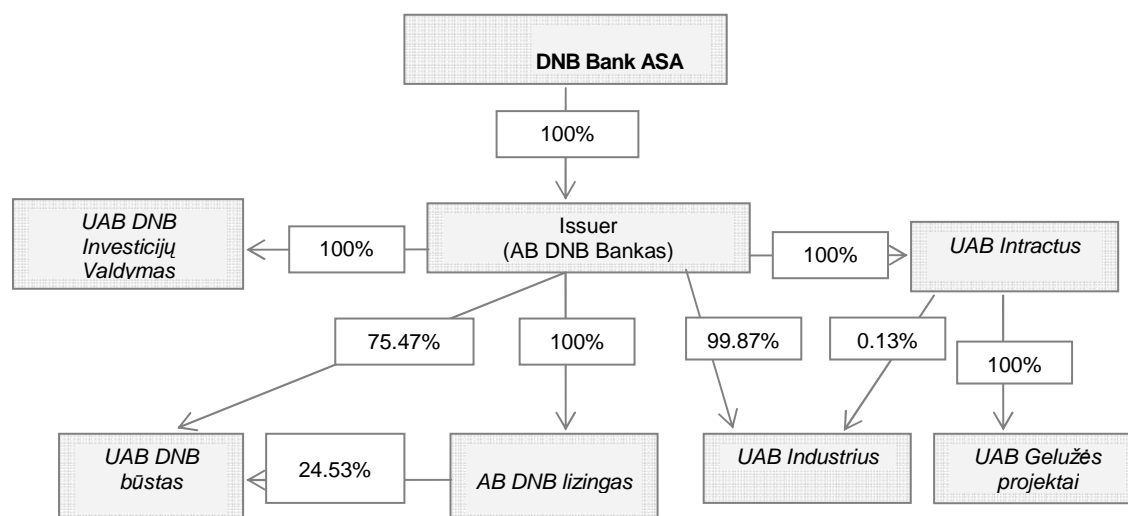 DNB Bank ASA
100%
UAB DNB
Investicijų
Valdymas
100%
Issuer
(AB DNB Bankas)
100%
UAB Intractus
75.47%
100%
99.87%
0.13%
100%
UAB DNB
būstas
24.53%
AB DNB lizingas
UAB Industrius
UAB Gelužės
projektai